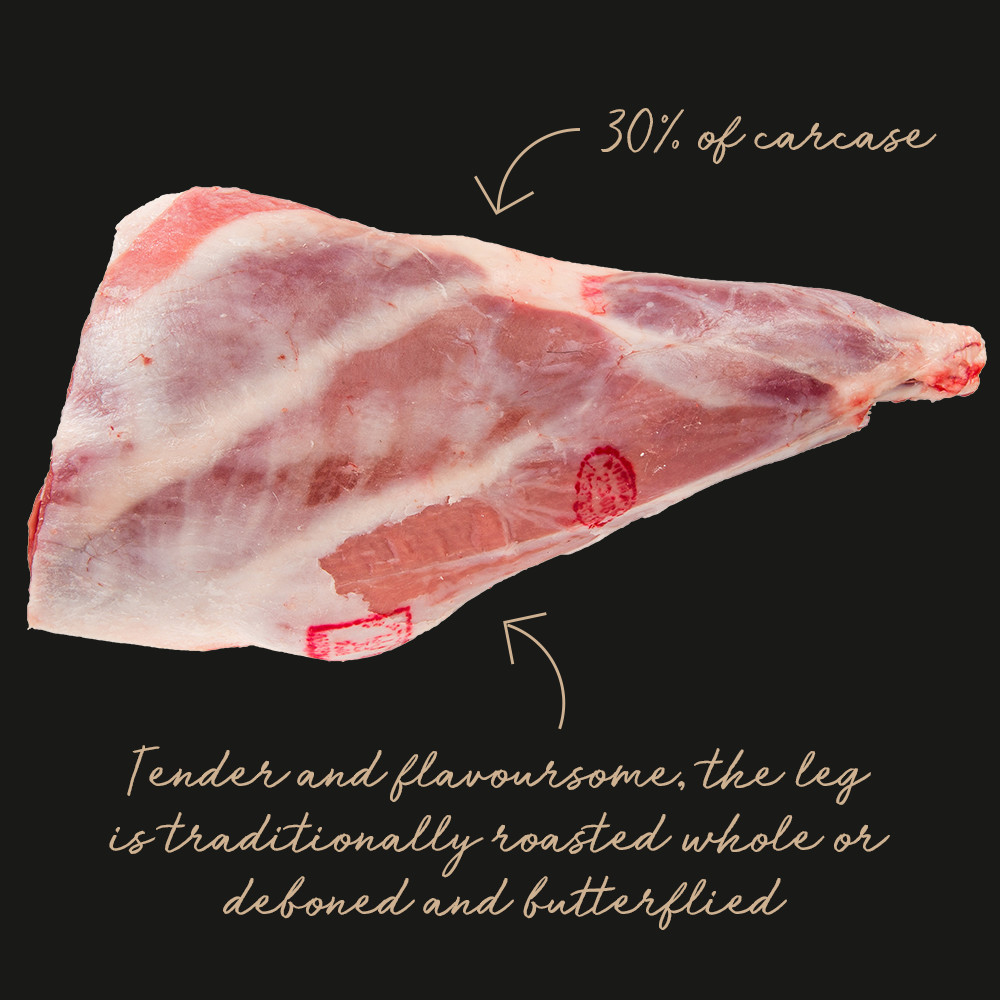 30% of carcase
Tender and flavoursome, the leg
is traditionally roasted whole or
deboned and butterflied